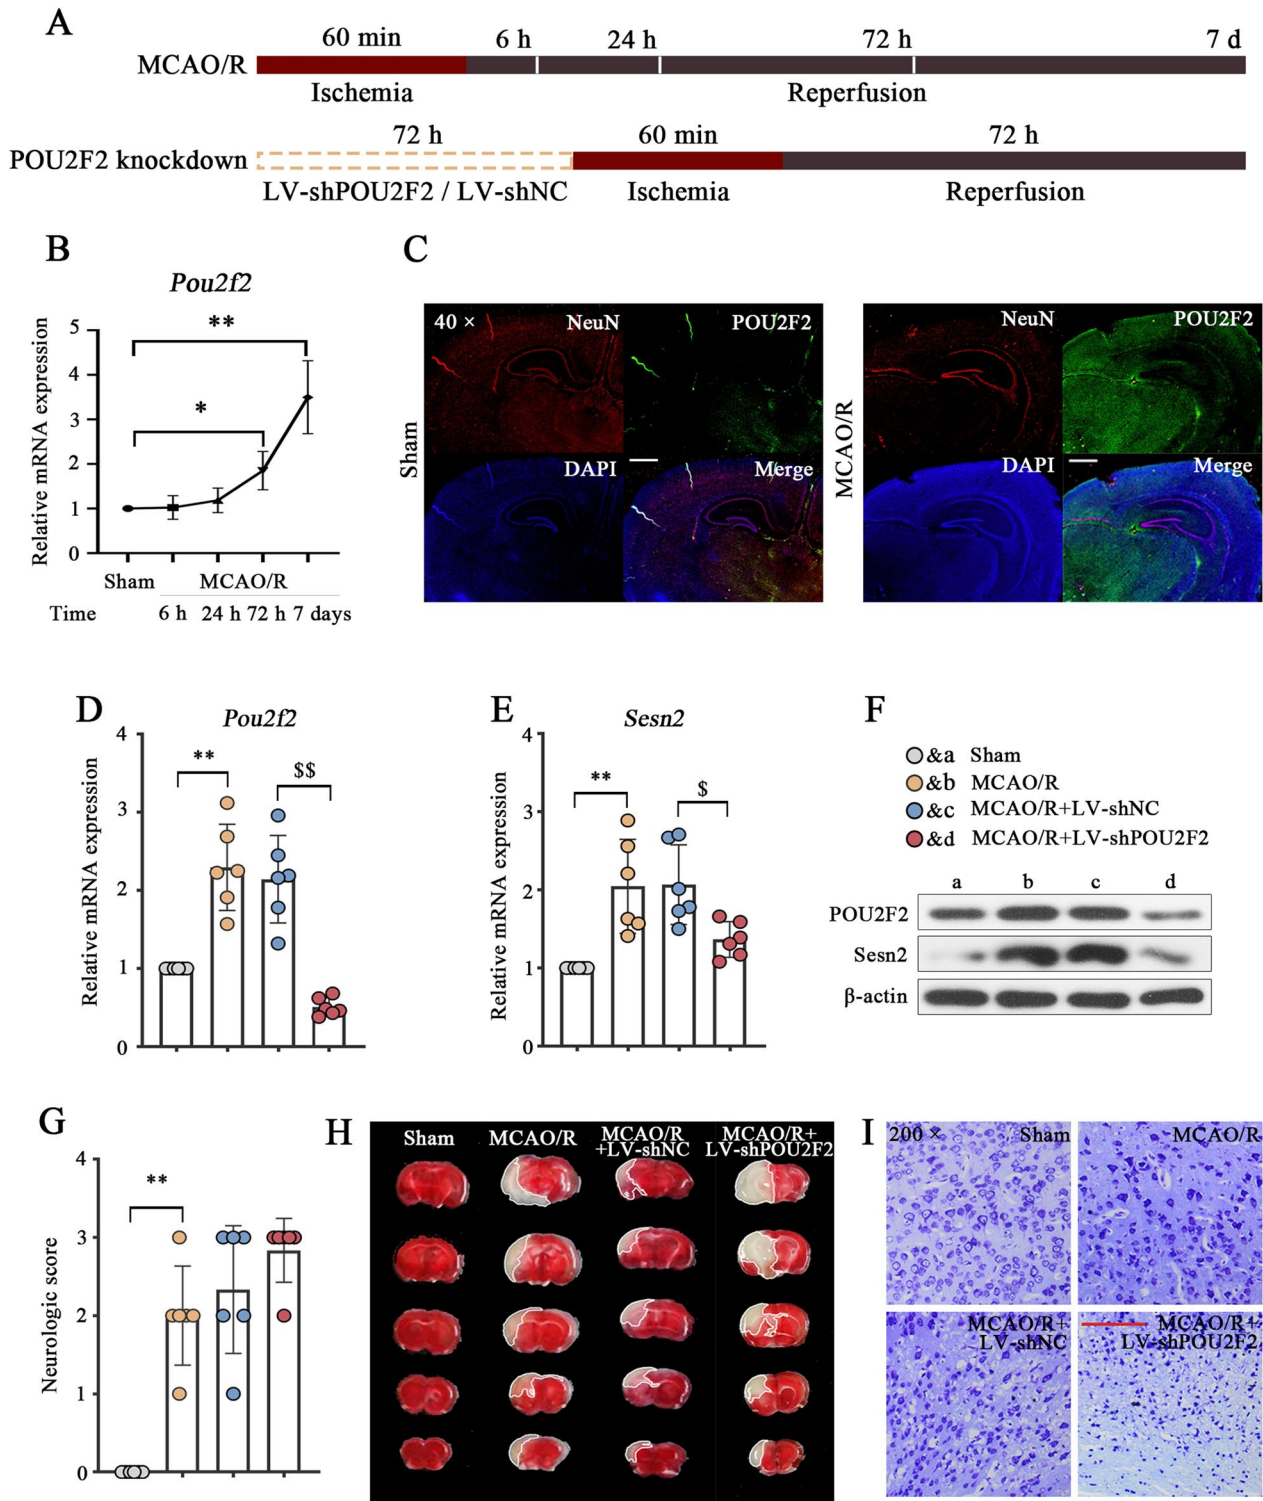 A
60 min 6 h 24 h 72 h 7 d
MCAO/R
Ischemia Reperfusion
72 h 60 min 72 h
POU2F2 knockdown
LV-shPOU2F2 / LV-shNC Ischemia Reperfusion
B
Pou2f2
Relative mRNA expression
5
4
3
2
1
0
**
*
Sham MCAO/R
Time 6 h 24 h 72 h 7 days
C
Sham
40 × NeuN POU2F2
DAPI Merge
MCAO/R
NeuN POU2F2
DAPI Merge
D
Pou2f2
Relative mRNA expression
4
3
2
1
0
**
$$
E
Sesn2
Relative mRNA expression
4
3
2
1
0
**
$
F
&a Sham
&b MCAO/R
&c MCAO/R+LV-shNC
&d MCAO/R+LV-shPOU2F2
a b c d
POU2F2
Sesn2
β-actin
G
Neurologic score
4
3
2
1
0
**
H
Sham
MCAO/R
MCAO/R
+LV-shNC
MCAO/R+
LV-shPOU2F2
I
200 × Sham
MCAO/R
MCAO/R+
LV-shNC
MCAO/R+
LV-shPOU2F2